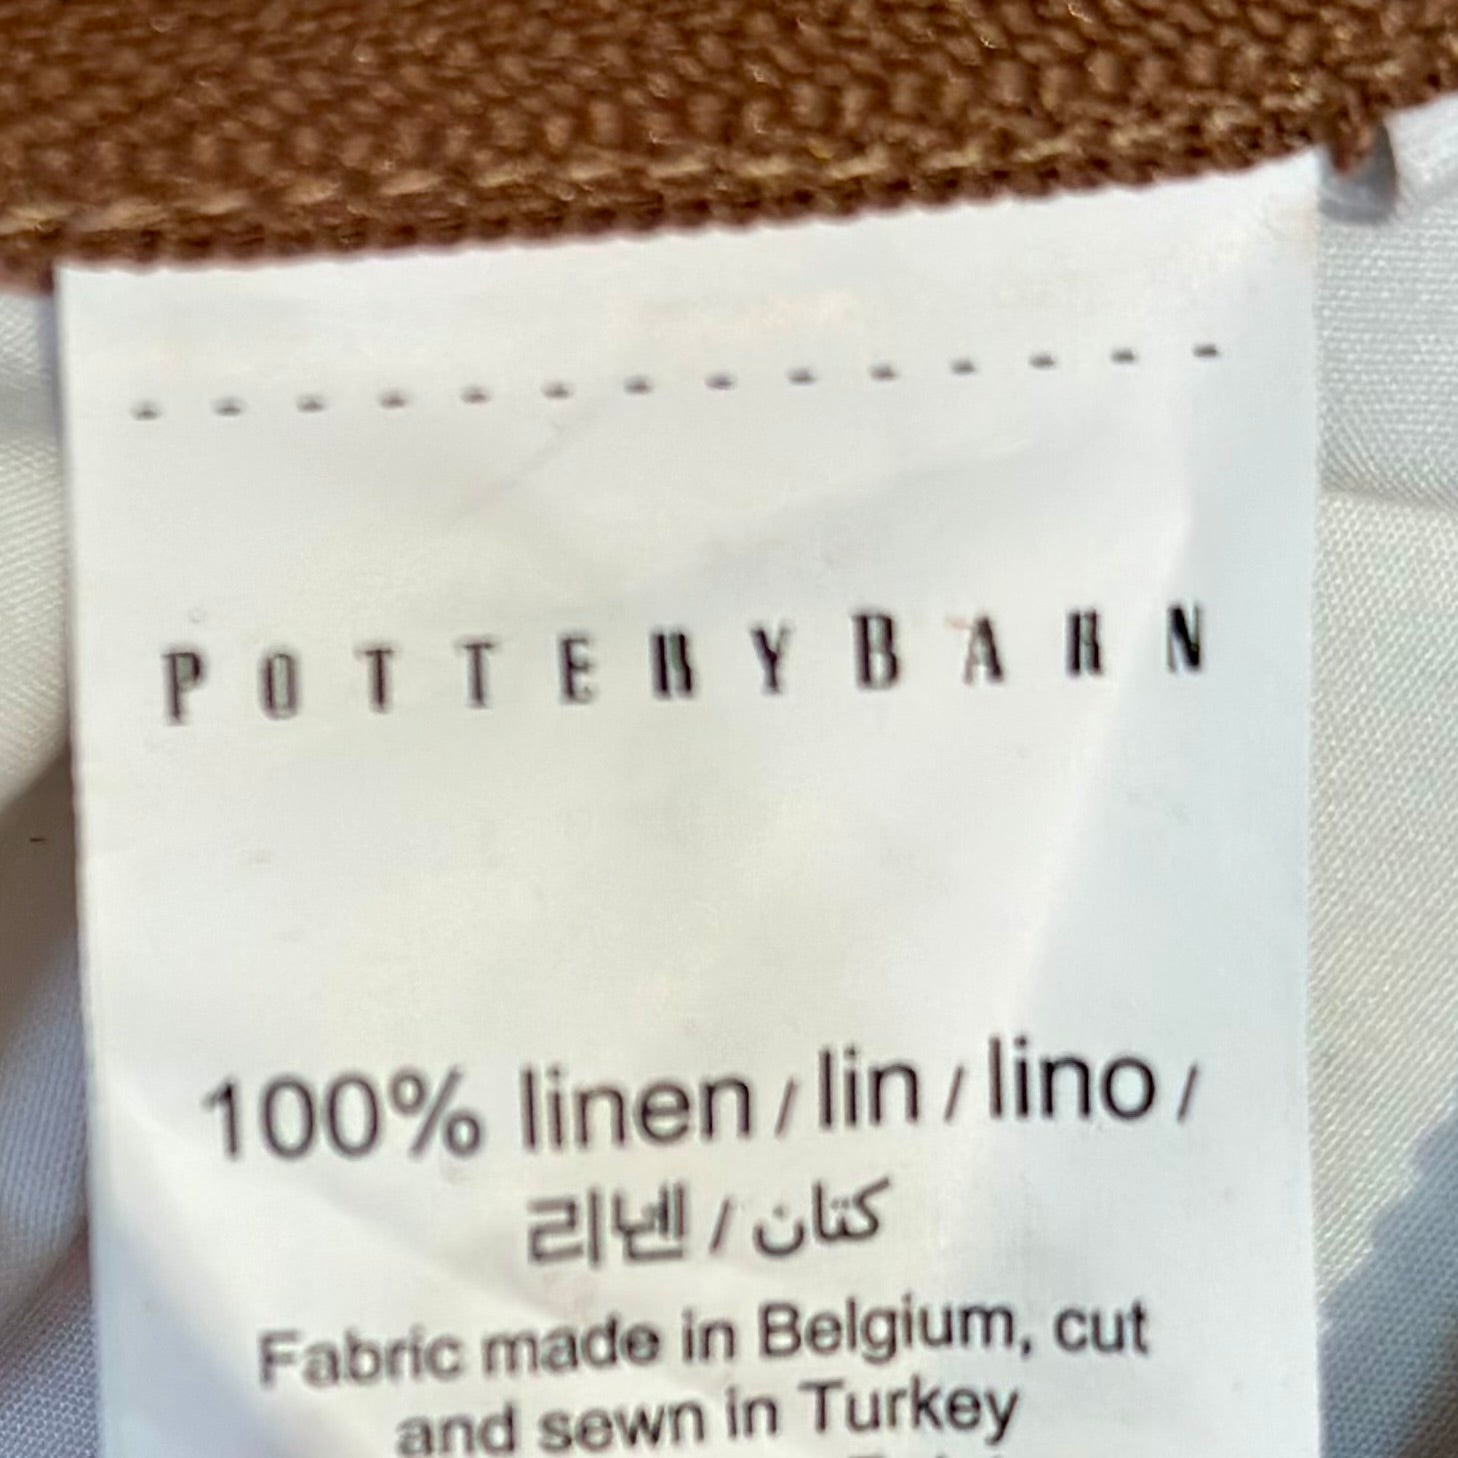 POTTERYBARN
100% linen / lin / lino /
리넨 / كتان
Fabric made in Belgium, cut
and sewn in Turkey